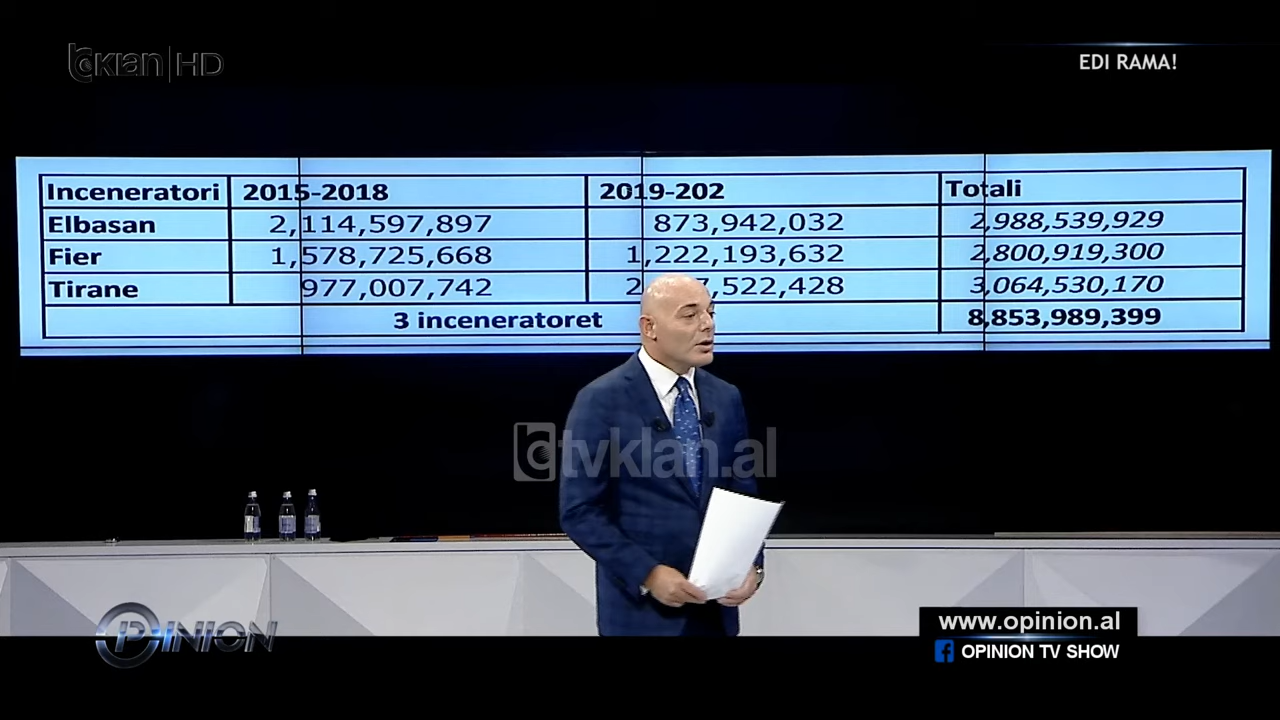 klan HD
EDI RAMA!
Inceneratori 2015-2018 2019-202 Totali
Elbasan 2,114,597,897 873,942,032 2,988,539,929
Fier 1,578,725,668 1,222,193,632 2,800,919,300
Tirane 977,007,742 ,522,428 3,064,530,170
3 inceneratoret 8,853,989,399
tvklan.al
OPINION
www.opinion.al
OPINION TV SHOW